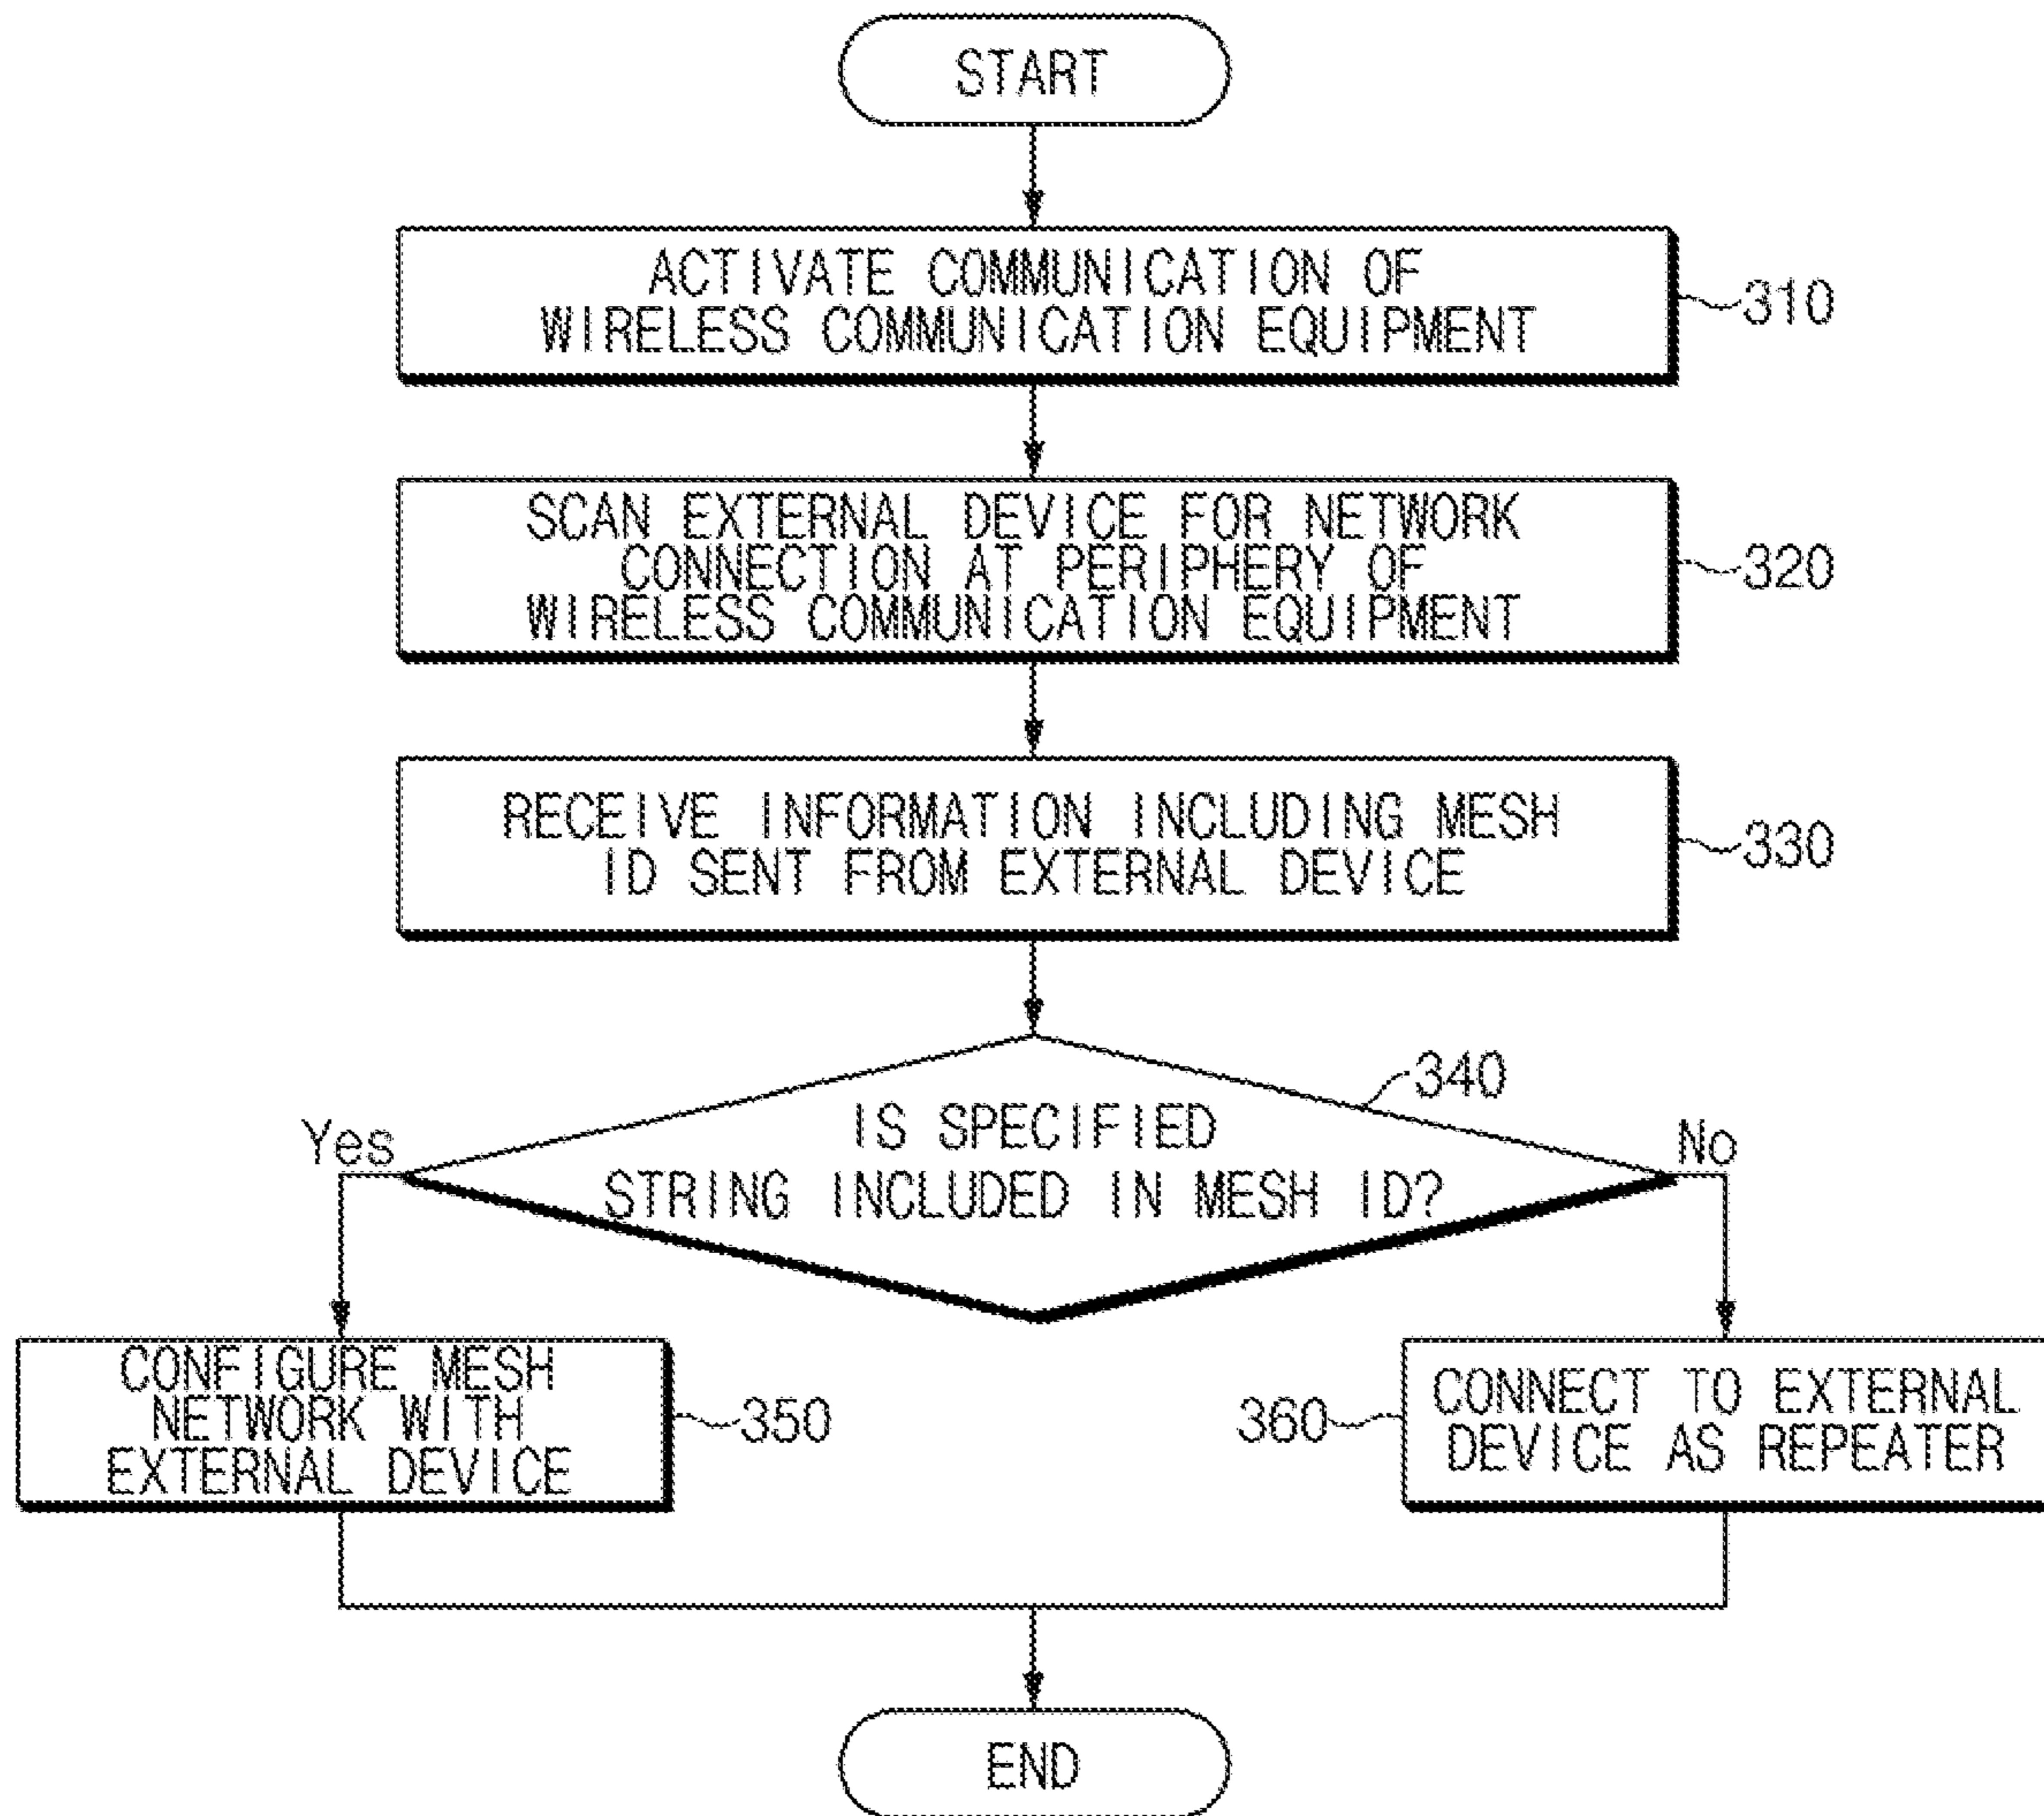 START
ACTIVATE COMMUNICATION OF
WIRELESS COMMUNICATION EQUIPMENT
310
SCAN EXTERNAL DEVICE FOR NETWORK
CONNECTION AT PERIPHERY OF
WIRELESS COMMUNICATION EQUIPMENT
320
RECEIVE INFORMATION INCLUDING MESH
ID SENT FROM EXTERNAL DEVICE
330
340
IS SPECIFIED
STRING INCLUDED IN MESH ID?
Yes
No
CONFIGURE MESH
NETWORK WITH
EXTERNAL DEVICE
350
360
CONNECT TO EXTERNAL
DEVICE AS REPEATER
END